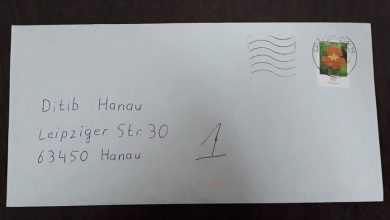 Ditib Hanau
Leipziger Str. 30
63450 Hanau
1